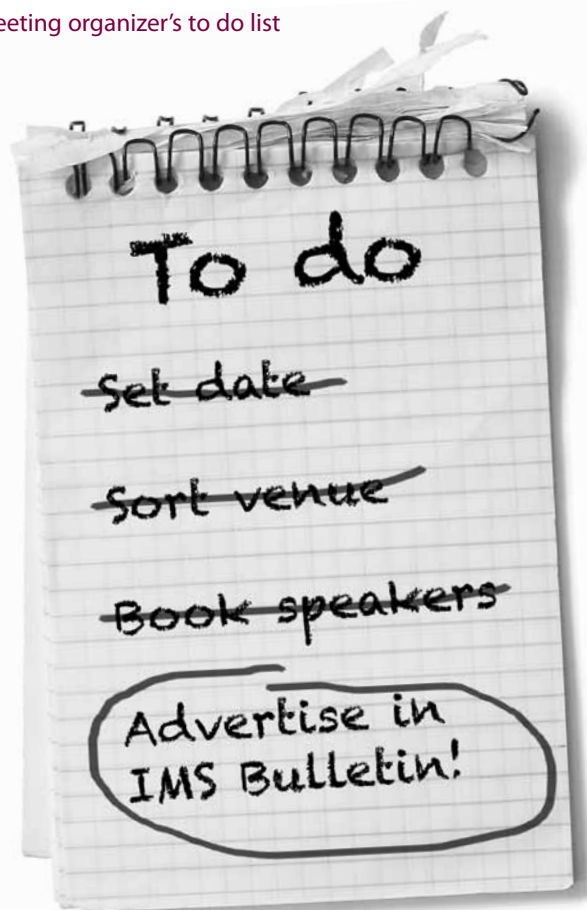 eeting organizer's to do list
To do
Set date
Sort venue
Book speakers
Advertise in
IMS Bulletin!